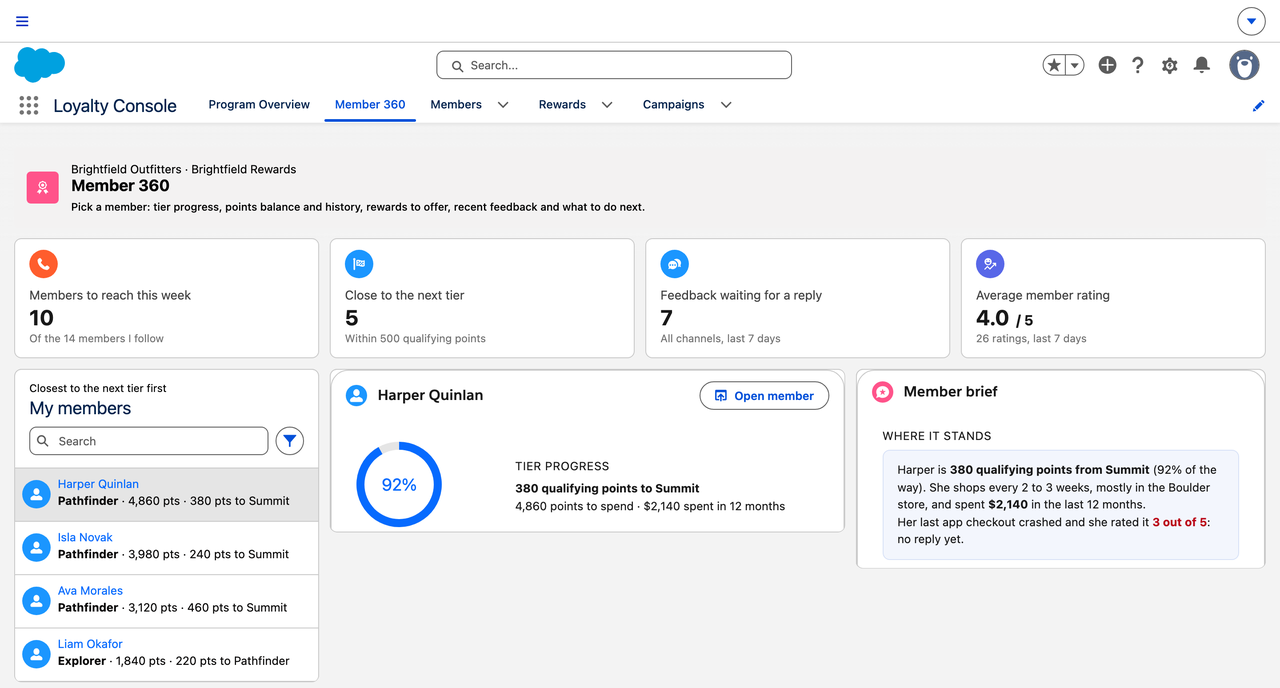 Search...
Loyalty Console
Program Overview
Member 360
Members
Rewards
Campaigns
Brightfield Outfitters · Brightfield Rewards
Member 360
Pick a member: tier progress, points balance and history, rewards to offer, recent feedback and what to do next.
Members to reach this week
10
Of the 14 members I follow
Close to the next tier
5
Within 500 qualifying points
Feedback waiting for a reply
7
All channels, last 7 days
Average member rating
4.0 / 5
26 ratings, last 7 days
Closest to the next tier first
My members
Search
Harper Quinlan
Pathfinder · 4,860 pts · 380 pts to Summit
Isla Novak
Pathfinder · 3,980 pts · 240 pts to Summit
Ava Morales
Pathfinder · 3,120 pts · 460 pts to Summit
Liam Okafor
Explorer · 1,840 pts · 220 pts to Pathfinder
Harper Quinlan
Open member
92%
TIER PROGRESS
380 qualifying points to Summit
4,860 points to spend · $2,140 spent in 12 months
Member brief
WHERE IT STANDS
Harper is 380 qualifying points from Summit (92% of the
way). She shops every 2 to 3 weeks, mostly in the Boulder
store, and spent $2,140 in the last 12 months.
Her last app checkout crashed and she rated it 3 out of 5:
no reply yet.